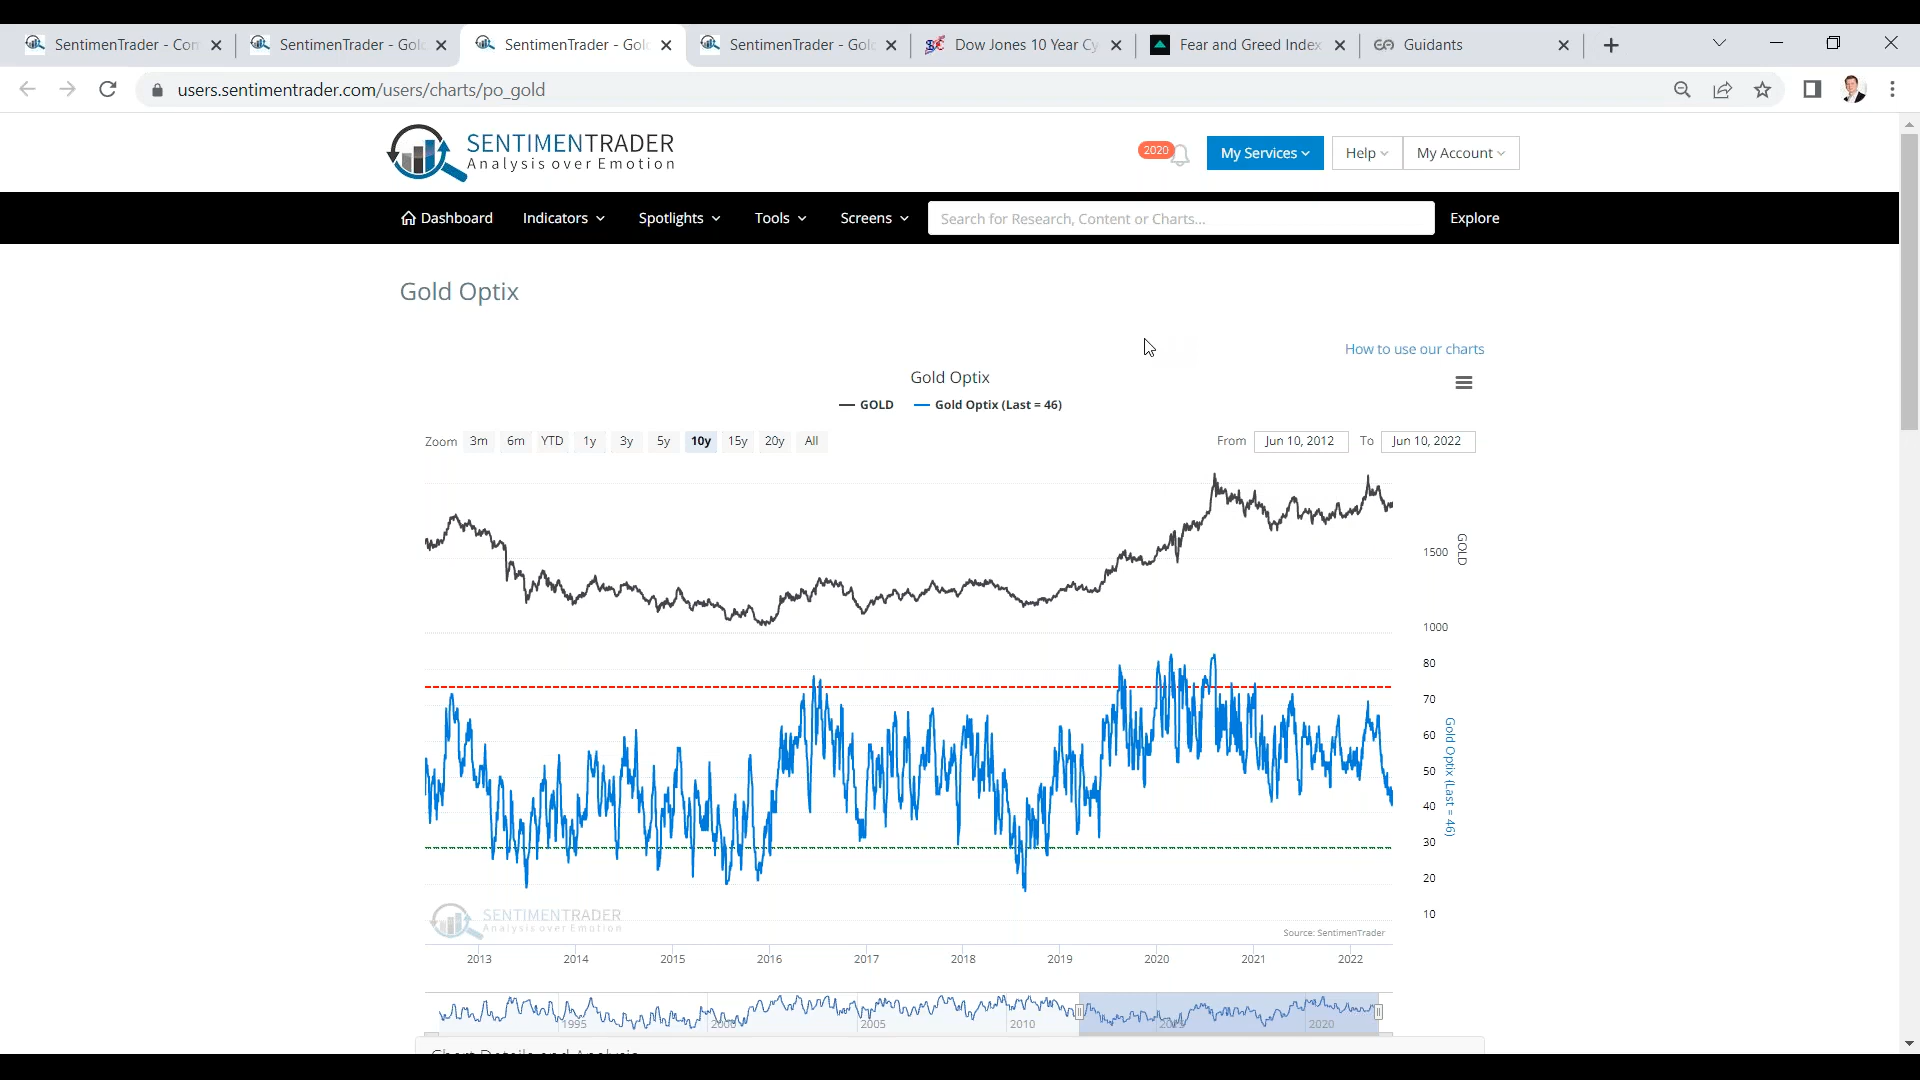 SentimenTrader - Con
SentimenTrader - Gol
SentimenTrader - Gol
SentimenTrader - Gol
Dow Jones 10 Year Cy
Fear and Greed Index
Guidants
users.sentimentrader.com/users/charts/po_gold
SENTIMENTRADER
Analysis over Emotion
2020
My Services
Help
My Account
Dashboard
Indicators
Spotlights
Tools
Screens
Search for Research, Content or Charts...
Explore
Gold Optix
How to use our charts
Gold Optix
GOLD
Gold Optix (Last = 46)
Zoom 3m 6m YTD 1y 3y 5y 10y 15y 20y All
From Jun 10, 2012 To Jun 10, 2022
1500
GOLD
1000
80
70
60
50
40
30
20
10
Gold Optix (Last = 46)
SENTIMENTRADER
Analysis over Emotion
Source: SentimenTrader
2013 2014 2015 2016 2017 2018 2019 2020 2021 2022
1995 2000 2005 2010 2015 2020
Chart Details and Analysis